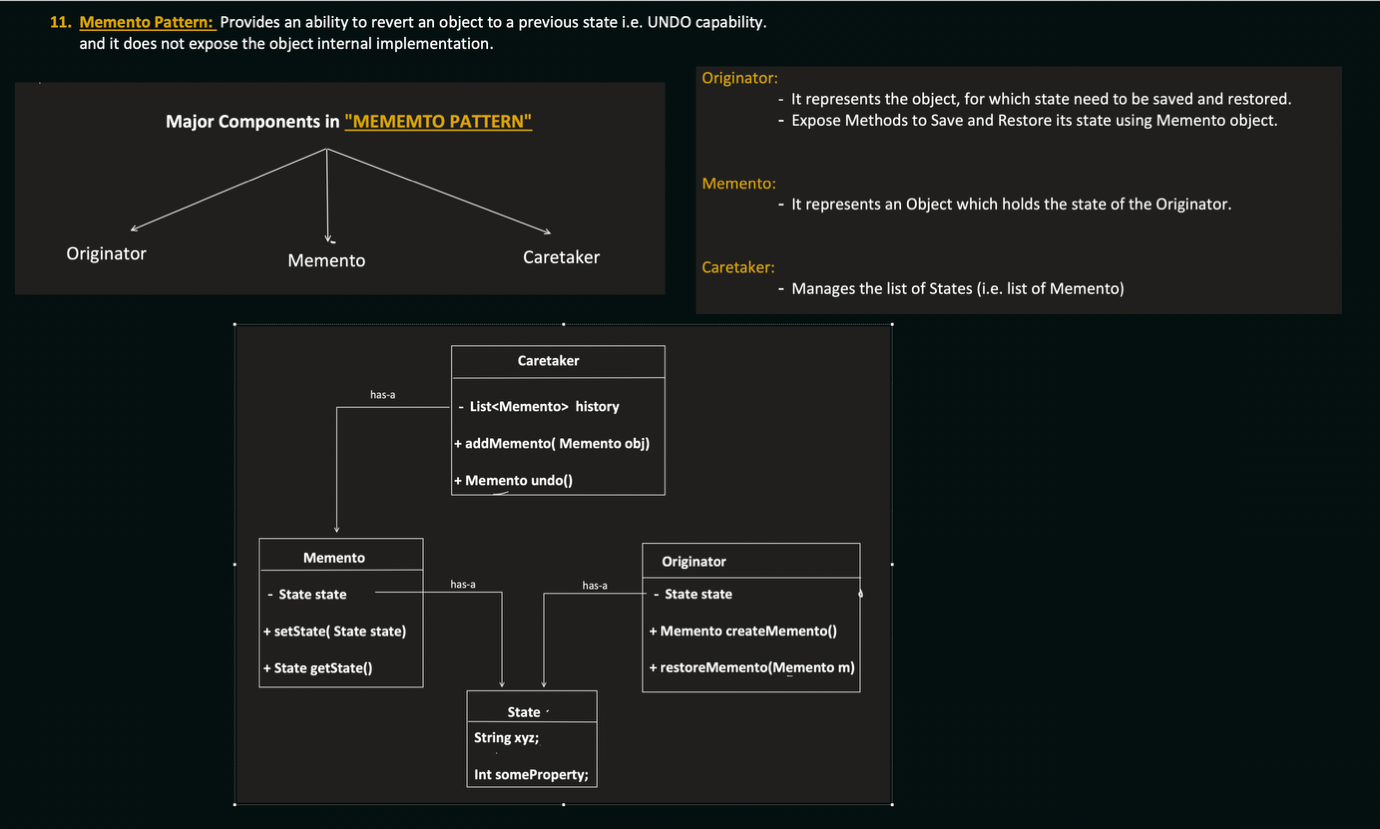 11. Memento Pattern: Provides an ability to revert an object to a previous state i.e. UNDO capability.
and it does not expose the object internal implementation.
Major Components in "MEMEMTO PATTERN"
Originator
Memento
Caretaker
Originator:
- It represents the object, for which state need to be saved and restored.
- Expose Methods to Save and Restore its state using Memento object.
Memento:
- It represents an Object which holds the state of the Originator.
Caretaker:
- Manages the list of States (i.e. list of Memento)
Caretaker
has-a
- List<Memento> history
+ addMemento( Memento obj)
+ Memento undo()
Memento
- State state
+ setState( State state)
+ State getState()
has-a
has-a
Originator
- State state
+ Memento createMemento()
+ restoreMemento(Memento m)
State
String xyz;
Int someProperty;